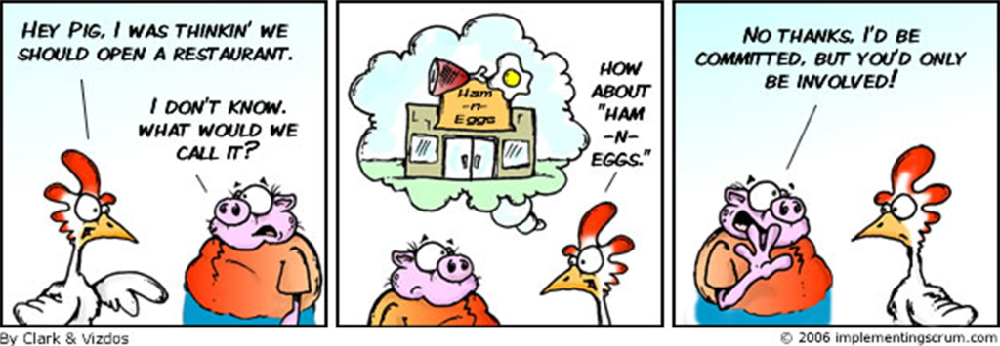 HEY PIG, I WAS THINKIN' WE
SHOULD OPEN A RESTAURANT.
I DON'T KNOW.
WHAT WOULD WE
CALL IT?
HOW
ABOUT
"HAM
-N-
EGGS."
Ham
-n-
Eggs
NO THANKS, I'D BE
COMMITTED, BUT YOU'D ONLY
BE INVOLVED!
By Clark & Vizdos
© 2006 implementingscrum.com